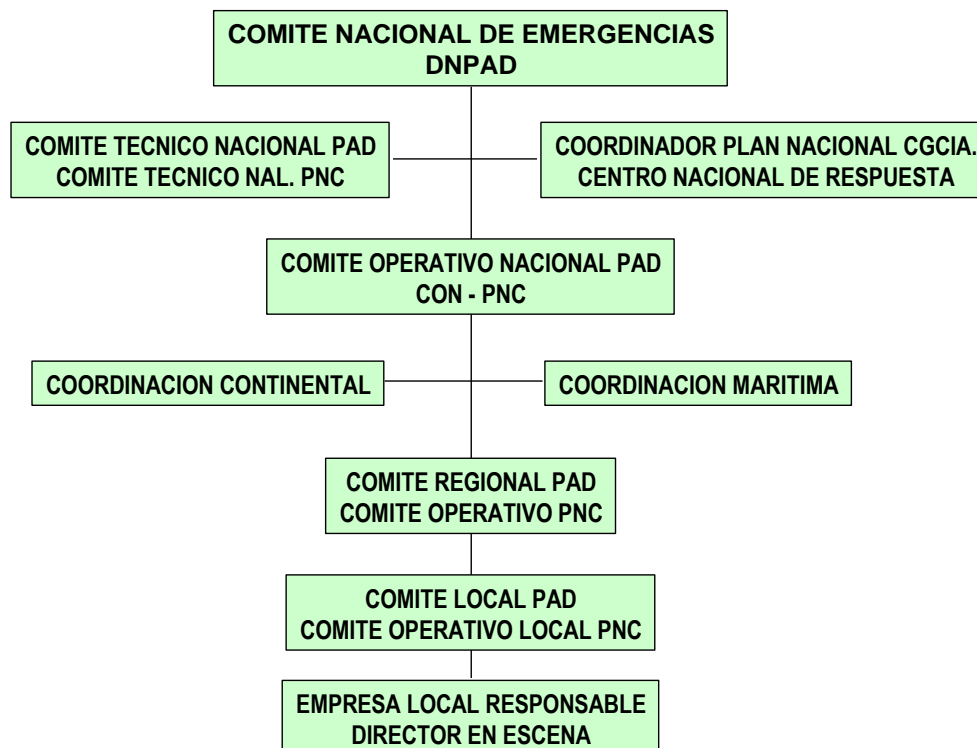 COMITE NACIONAL DE EMERGENCIAS
DNPAD
COMITE TECNICO NACIONAL PAD
COMITE TECNICO NAL. PNC
COORDINADOR PLAN NACIONAL CGCIA.
CENTRO NACIONAL DE RESPUESTA
COMITE OPERATIVO NACIONAL PAD
CON - PNC
COORDINACION CONTINENTAL
COORDINACION MARITIMA
COMITE REGIONAL PAD
COMITE OPERATIVO PNC
COMITE LOCAL PAD
COMITE OPERATIVO LOCAL PNC
EMPRESA LOCAL RESPONSABLE
DIRECTOR EN ESCENA